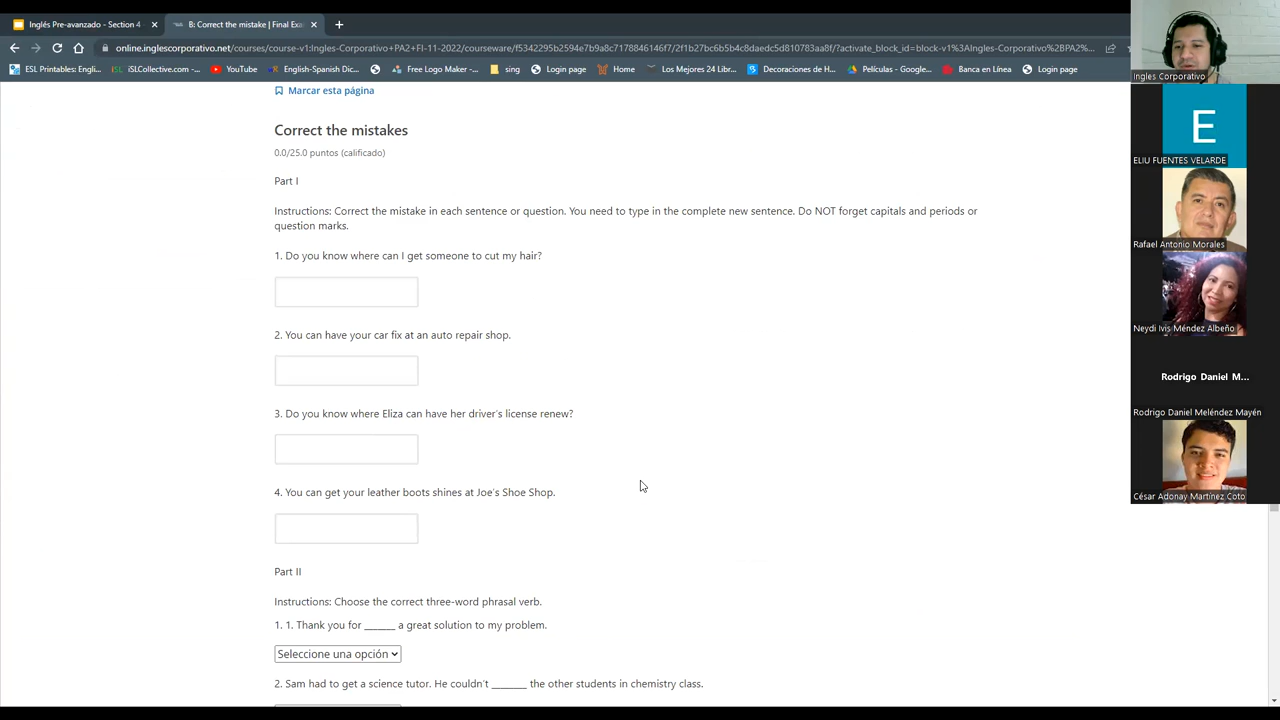 Inglés Pre-avanzado - Section 4
B: Correct the mistake | Final Exa
online.inglescorporativo.net/courses/course-v1:Ingles-Corporativo+PA2+FI-11-2022/courseware/f5342295b2594e7b9a8c7178846146f7/2f1b27bc6b5b4c8daedc5d810783aa8f/?activate_block_id=block-v1%3AIngles-Corporativo%2BPA2%...
ESL Printables: Engli...
iSLCollective.com -...
YouTube
English-Spanish Dic...
Free Logo Maker -...
sing
Login page
Home
Los Mejores 24 Libr...
Decoraciones de H...
Películas - Google...
Banca en Línea
Login page
Marcar esta página
Correct the mistakes
0.0/25.0 puntos (calificado)
Part I
Instructions: Correct the mistake in each sentence or question. You need to type in the complete new sentence. Do NOT forget capitals and periods or
question marks.
1. Do you know where can I get someone to cut my hair?
2. You can have your car fix at an auto repair shop.
3. Do you know where Eliza can have her driver's license renew?
4. You can get your leather boots shines at Joe's Shoe Shop.
Part II
Instructions: Choose the correct three-word phrasal verb.
1. 1. Thank you for ______ a great solution to my problem.
Seleccione una opción
2. Sam had to get a science tutor. He couldn't _______ the other students in chemistry class.
Ingles Corporativo
E
ELIU FUENTES VELARDE
Rafael Antonio Morales
Neydi Ivis Méndez Albeño
Rodrigo Daniel M...
Rodrigo Daniel Meléndez Mayén
César Adonay Martínez Coto